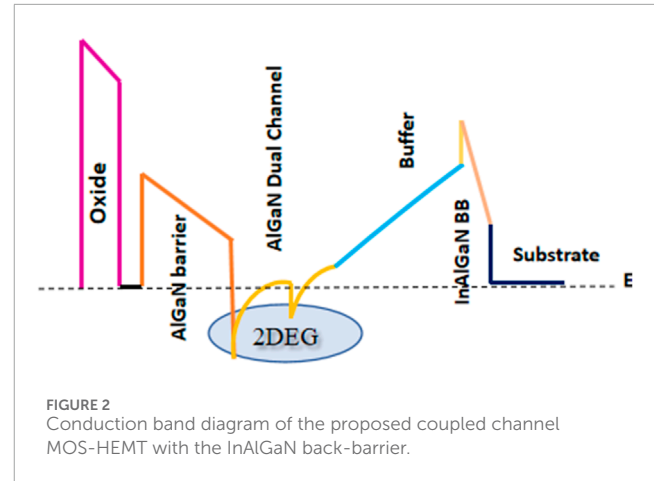 Oxide
AlGaN barrier
AlGaN Dual Channel
Buffer
InAlGaN BB
Substrate
E
2DEG
FIGURE 2
Conduction band diagram of the proposed coupled channel
MOS-HEMT with the InAlGaN back-barrier.